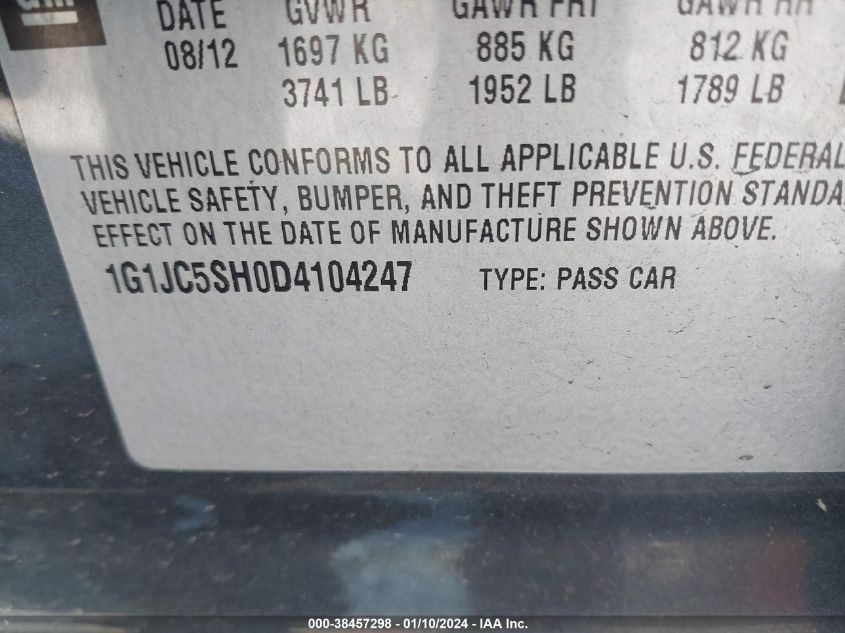 DATE GVWR GAWR FRT GAWR RR
08/12 1697 KG 885 KG 812 KG
3741 LB 1952 LB 1789 LB
THIS VEHICLE CONFORMS TO ALL APPLICABLE U.S. FEDERAL
VEHICLE SAFETY, BUMPER, AND THEFT PREVENTION STANDA
EFFECT ON THE DATE OF MANUFACTURE SHOWN ABOVE.
1G1JC5SH0D4104247 TYPE: PASS CAR
000-38457298 - 01/10/2024 - IAA Inc.